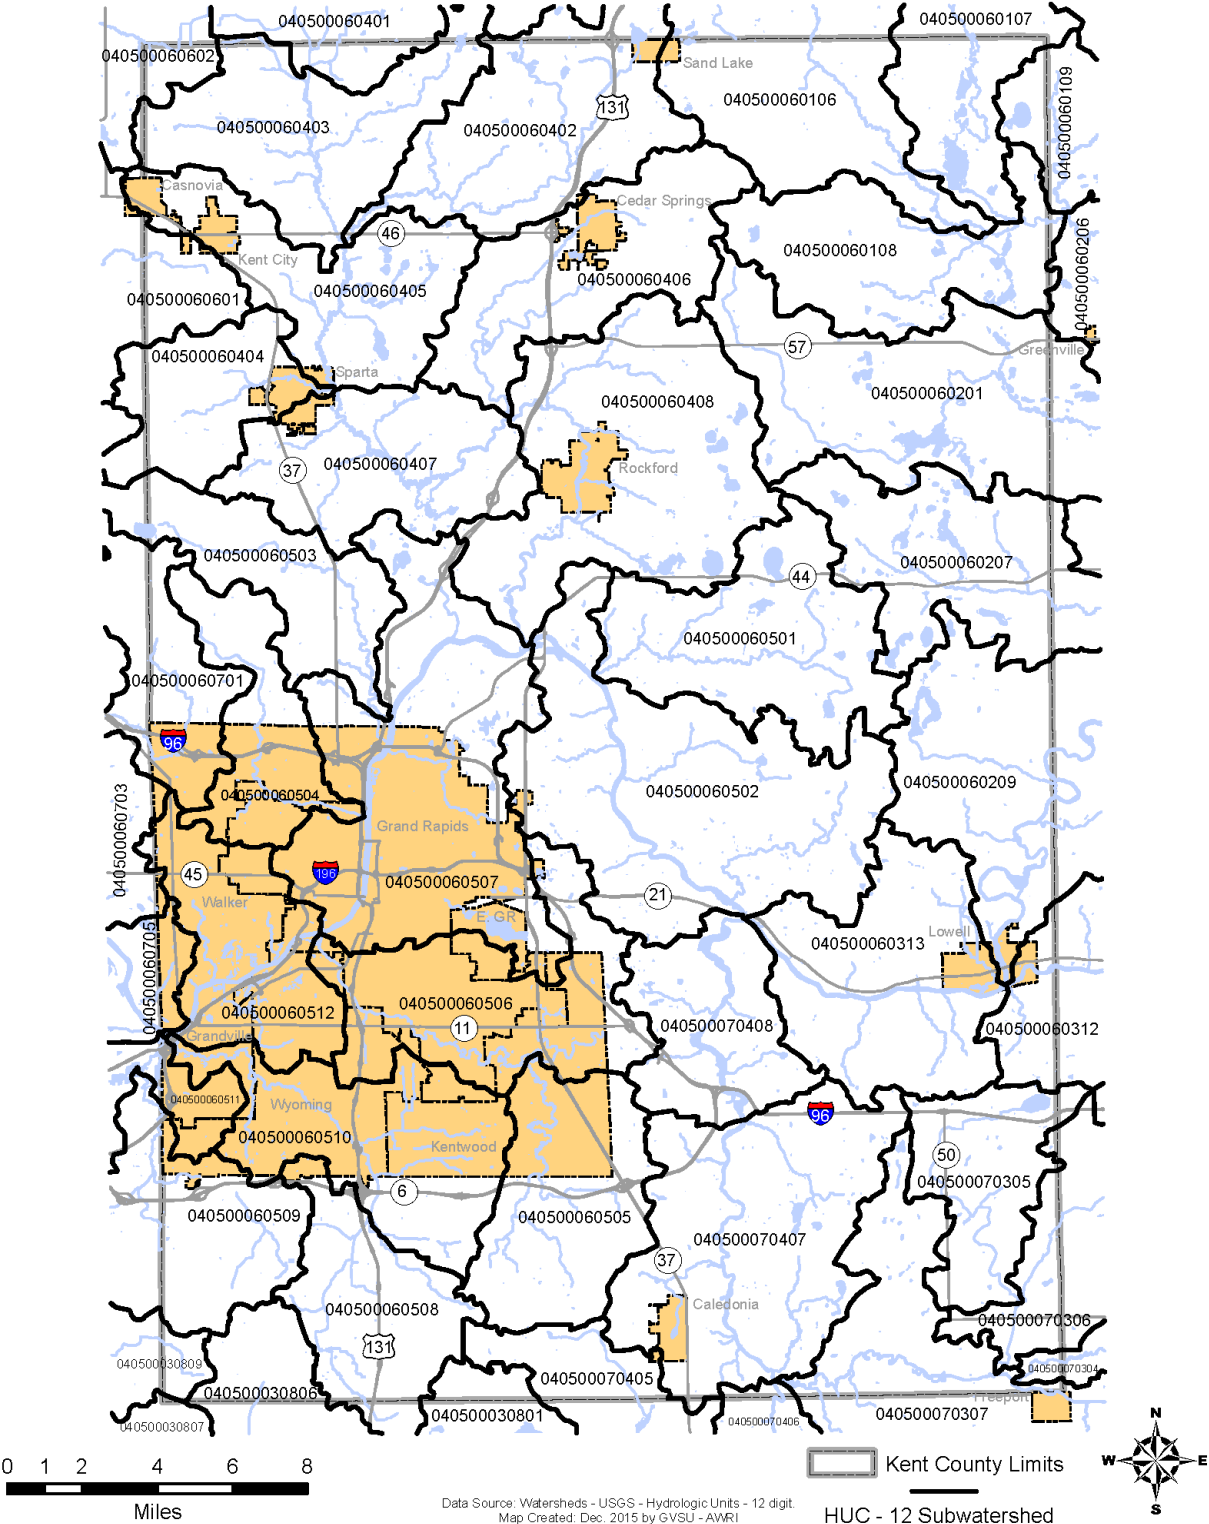 040500060401
040500060107
040500060602
Sand Lake
040500060109
131
040500060106
040500060403
040500060402
Casnovia
Cedar Springs
46
040500060206
Kent City
040500060108
040500060406
040500060405
040500060601
57
Greenville
040500060404
Sparta
040500060201
040500060408
040500060407
Rockford
37
040500060503
040500060207
44
040500060501
040500060701
96
040500060209
040500060502
040500060504
040500060703
Grand Rapids
196
45
040500060507
21
Walker
E. GR
Lowell
040500060313
040500060705
040500060506
040500060512
11
040500070408
040500060312
Grandville
040500060511
Wyoming
96
040500060510
Kentwood
50
040500070305
6
040500060509
040500060505
040500070407
37
Caledonia
040500060508
040500070306
131
040500030809
040500070304
040500070405
040500030806
Freeport
040500030801
040500070307
040500030807
040500070406
N
W
E
S
Kent County Limits
HUC - 12 Subwatershed
0 1 2 4 6 8
Miles
Data Source: Watersheds - USGS - Hydrologic Units - 12 digit.
Map Created: Dec. 2015 by GVSU - AWRI